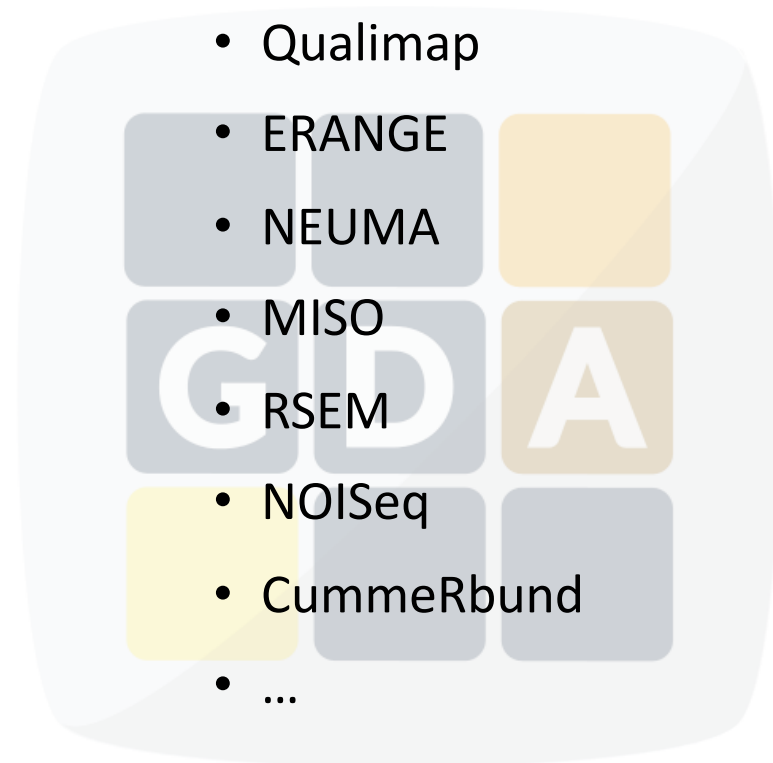 • Qualimap
• ERANGE
• NEUMA
• MISO
G D A
• RSEM
• NOISeq
• CummeRbund
• ...